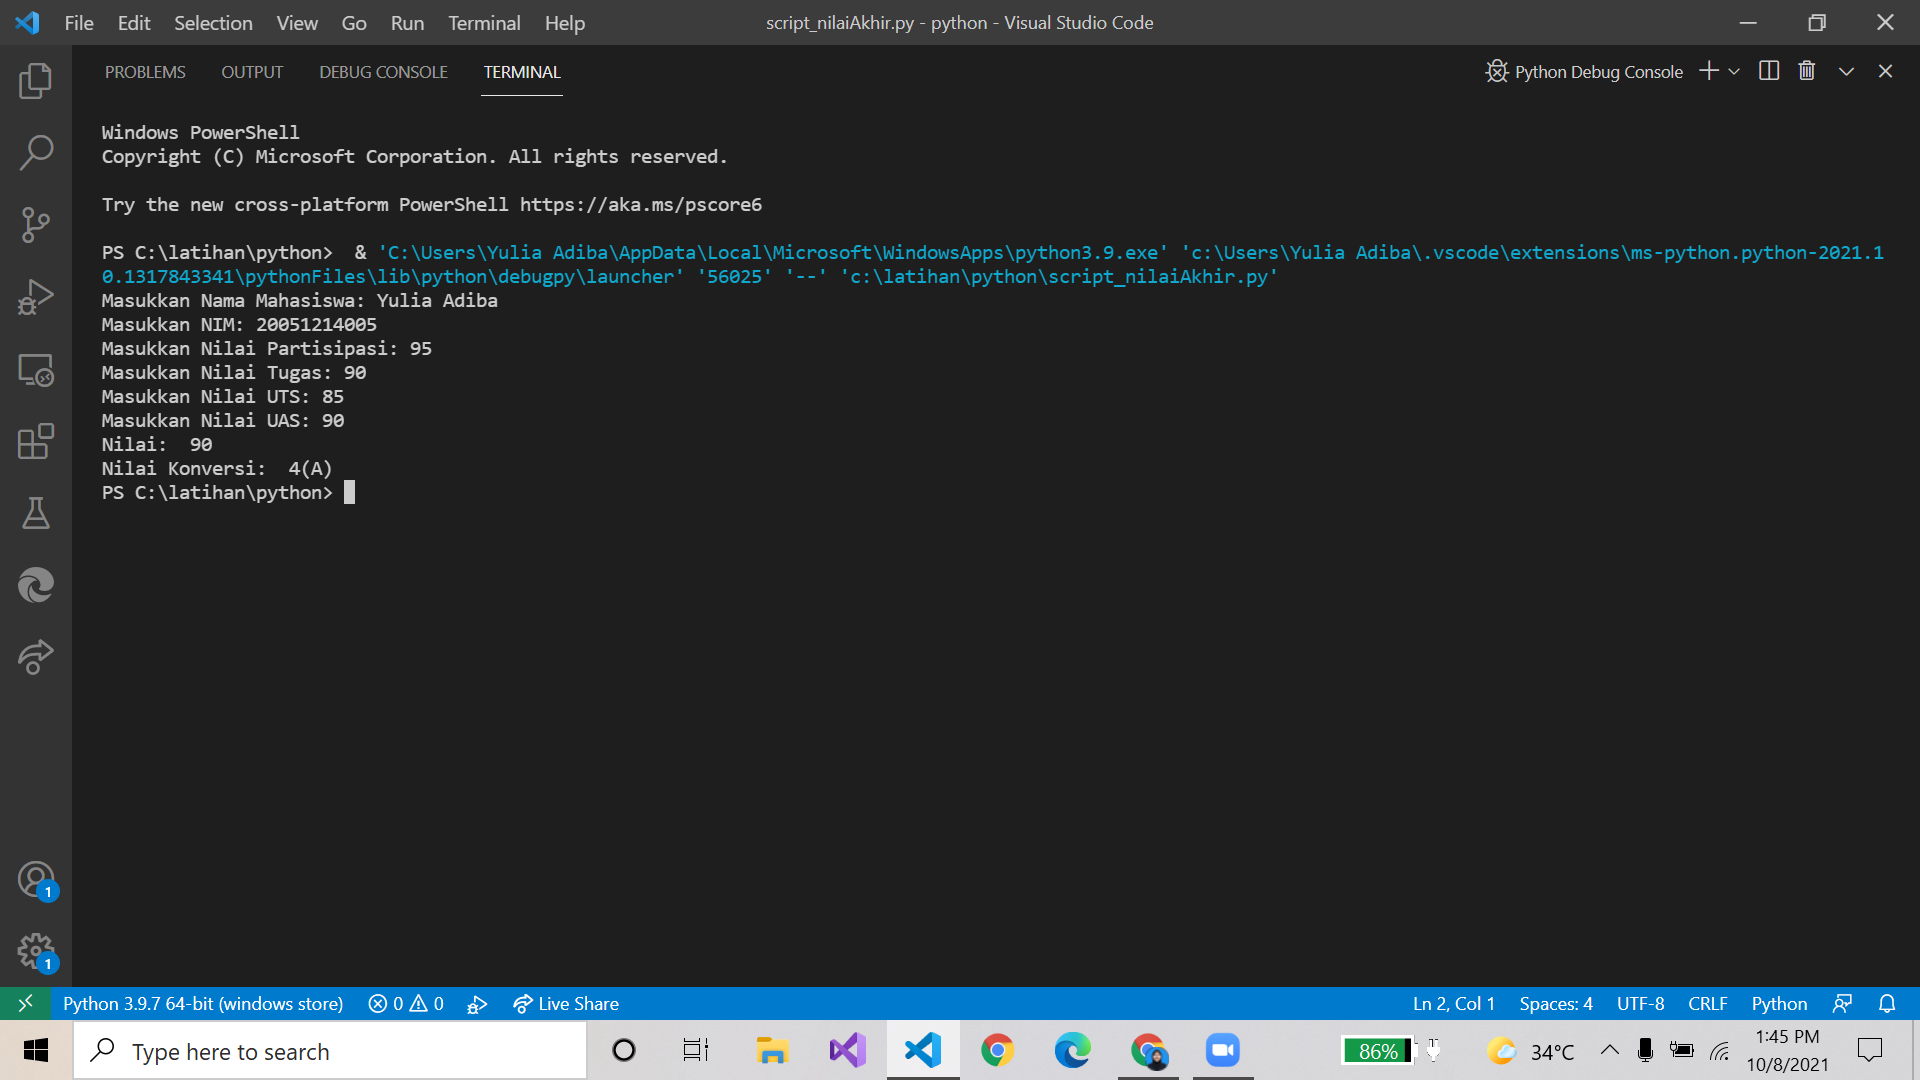 File Edit Selection View Go Run Terminal Help
script_nilaiAkhir.py - python - Visual Studio Code
PROBLEMS OUTPUT DEBUG CONSOLE TERMINAL
Python Debug Console
Windows PowerShell
Copyright (C) Microsoft Corporation. All rights reserved.
Try the new cross-platform PowerShell https://aka.ms/pscore6
PS C:\latihan\python>  & 'C:\Users\Yulia Adiba\AppData\Local\Microsoft\WindowsApps\python3.9.exe' 'c:\Users\Yulia Adiba\.vscode\extensions\ms-python.python-2021.1
0.1317843341\pythonFiles\lib\python\debugpy\launcher' '56025' '--' 'c:\latihan\python\script_nilaiAkhir.py'
Masukkan Nama Mahasiswa: Yulia Adiba
Masukkan NIM: 20051214005
Masukkan Nilai Partisipasi: 95
Masukkan Nilai Tugas: 90
Masukkan Nilai UTS: 85
Masukkan Nilai UAS: 90
Nilai:  90
Nilai Konversi:  4(A)
PS C:\latihan\python>
1
1
Python 3.9.7 64-bit (windows store) 0 0 Live Share
Ln 2, Col 1 Spaces: 4 UTF-8 CRLF Python
Type here to search
86%
34°C
1:45 PM
10/8/2021